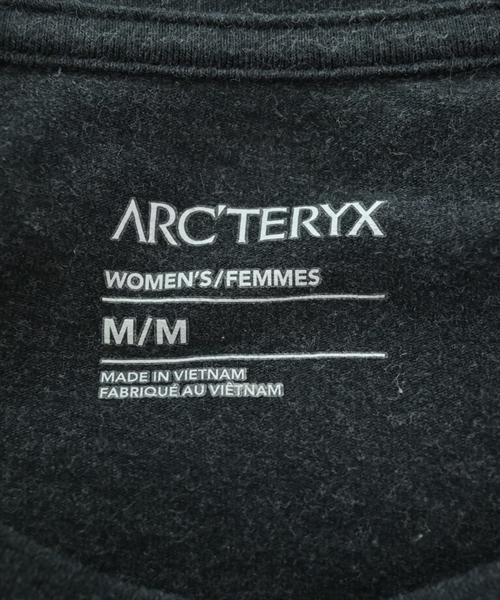 ARC'TERYX
WOMEN'S/FEMMES
M/M
MADE IN VIETNAM
FABRIQUÉ AU VIÊTNAM